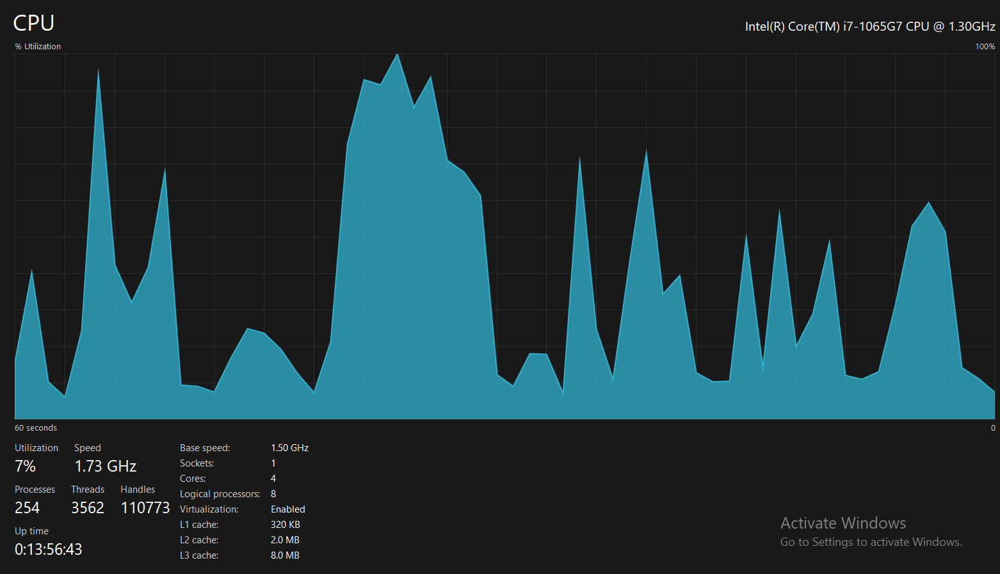 CPU
Intel(R) Core(TM) i7-1065G7 CPU @ 1.30GHz
% Utilization
100%
60 seconds
0
Utilization
Speed
7%
1.73 GHz
Processes
Threads
Handles
254
3562
110773
Up time
0:13:56:43
Base speed:
1.50 GHz
Sockets:
1
Cores:
4
Logical processors:
8
Virtualization:
Enabled
L1 cache:
320 KB
L2 cache:
2.0 MB
L3 cache:
8.0 MB
Activate Windows
Go to Settings to activate Windows.